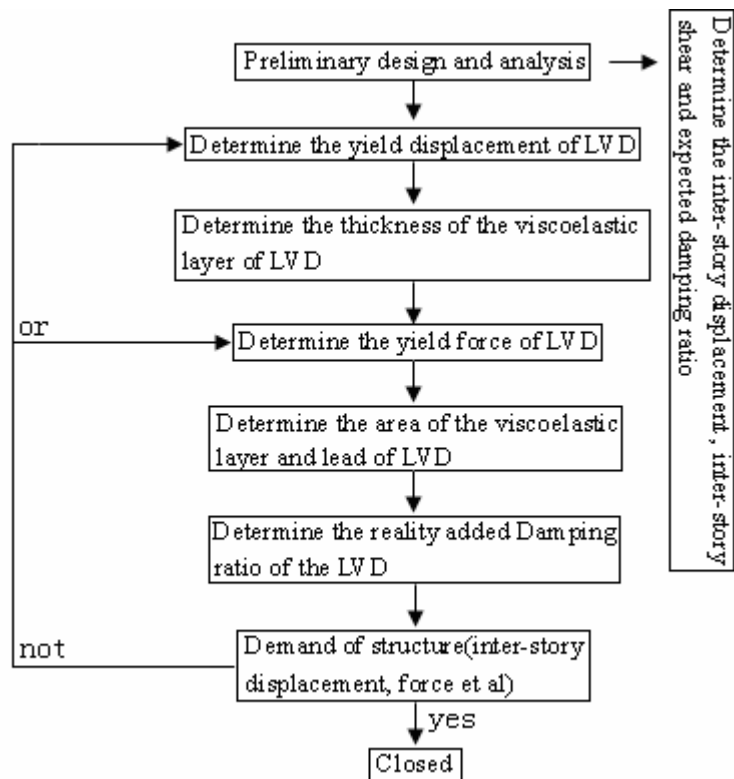 Preliminary design and analysis
Determine the inter-story displacement, inter-story
shear and expected damping ratio
Determine the yield displacement of LVD
Determine the thickness of the viscoelastic
layer of LVD
or
Determine the yield force of LVD
Determine the area of the viscoelastic
layer and lead of LVD
Determine the reality added Damping
ratio of the LVD
not
Demand of structure(inter-story
displacement, force et al)
yes
Closed